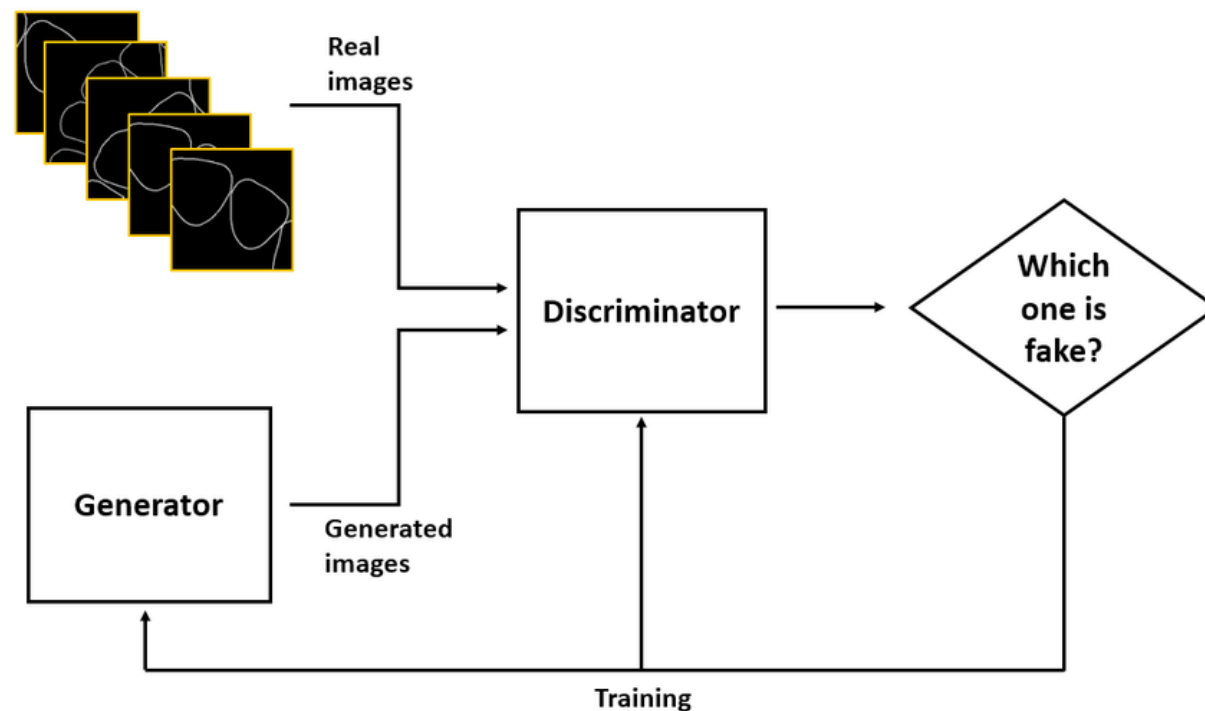 Real
images
Discriminator
Which
one is
fake?
Generator
Generated
images
Training